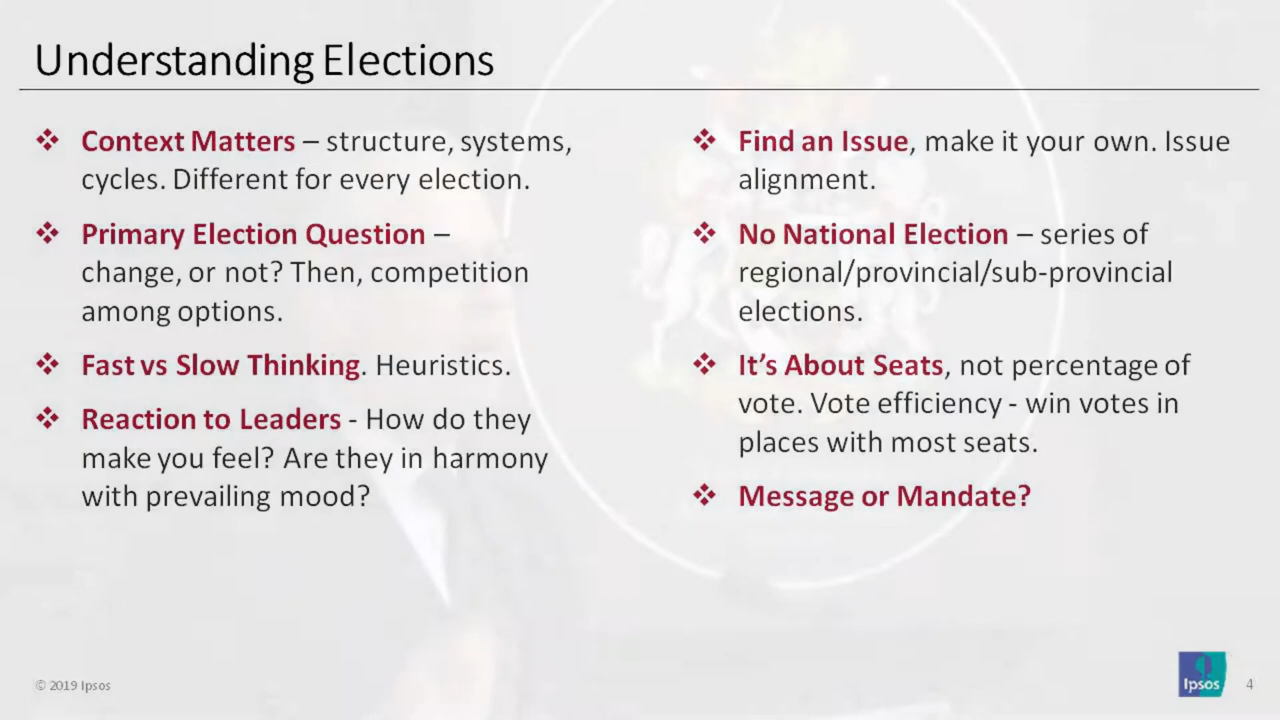 Understanding Elections
❖ Context Matters – structure, systems,
cycles. Different for every election.
❖ Primary Election Question –
change, or not? Then, competition
among options.
❖ Fast vs Slow Thinking. Heuristics.
❖ Reaction to Leaders - How do they
make you feel? Are they in harmony
with prevailing mood?
❖ Find an Issue, make it your own. Issue
alignment.
❖ No National Election – series of
regional/provincial/sub-provincial
elections.
❖ It’s About Seats, not percentage of
vote. Vote efficiency - win votes in
places with most seats.
❖ Message or Mandate?
© 2019 Ipsos
Ipsos
4